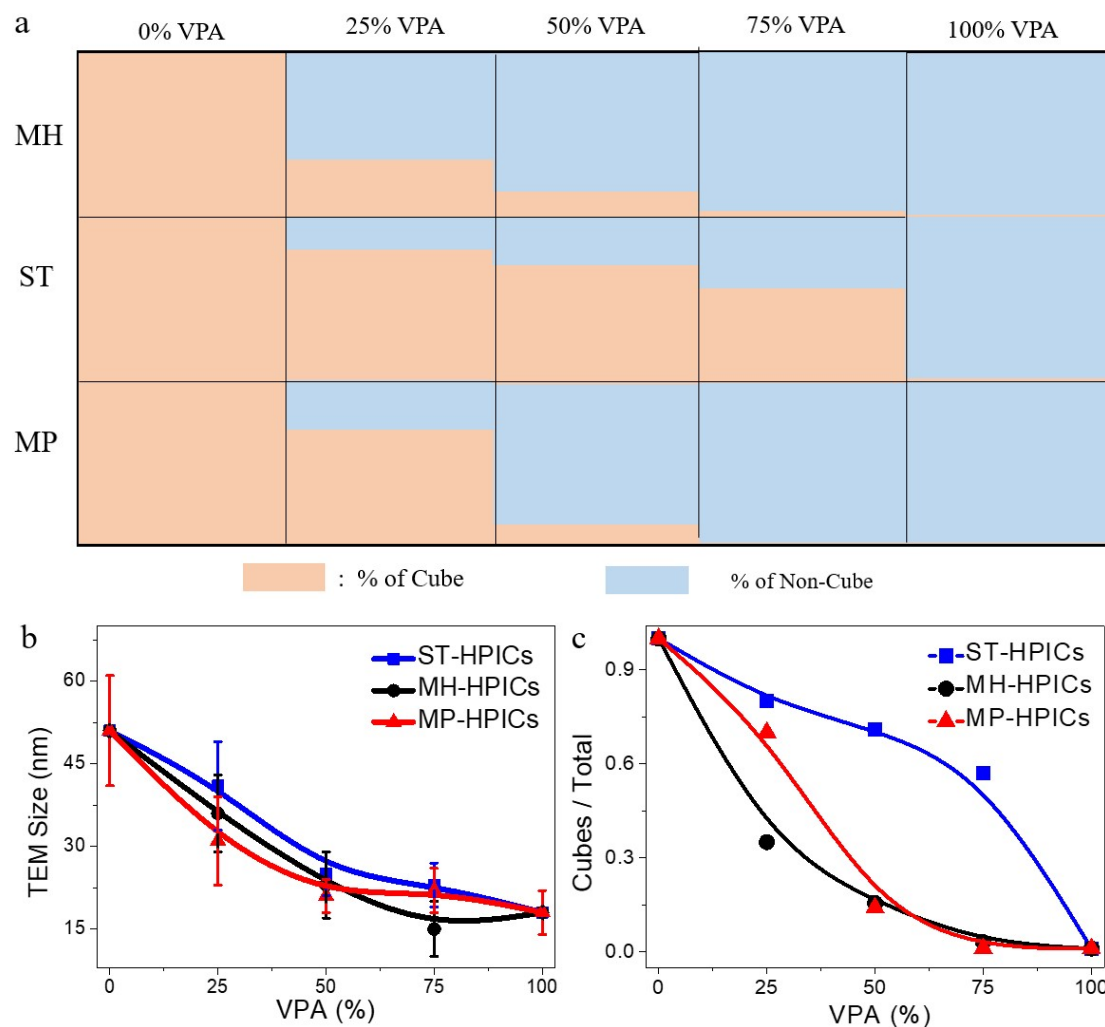 a
0% VPA 25% VPA 50% VPA 75% VPA 100% VPA
MH
ST
MP
: % of Cube % of Non-Cube
b
ST-HPICs
MH-HPICs
MP-HPICs
60
45
30
15
TEM Size (nm)
0 25 50 75 100
VPA (%)
c
ST-HPICs
MH-HPICs
MP-HPICs
0.9
0.6
0.3
0.0
Cubes / Total
0 25 50 75 100
VPA (%)